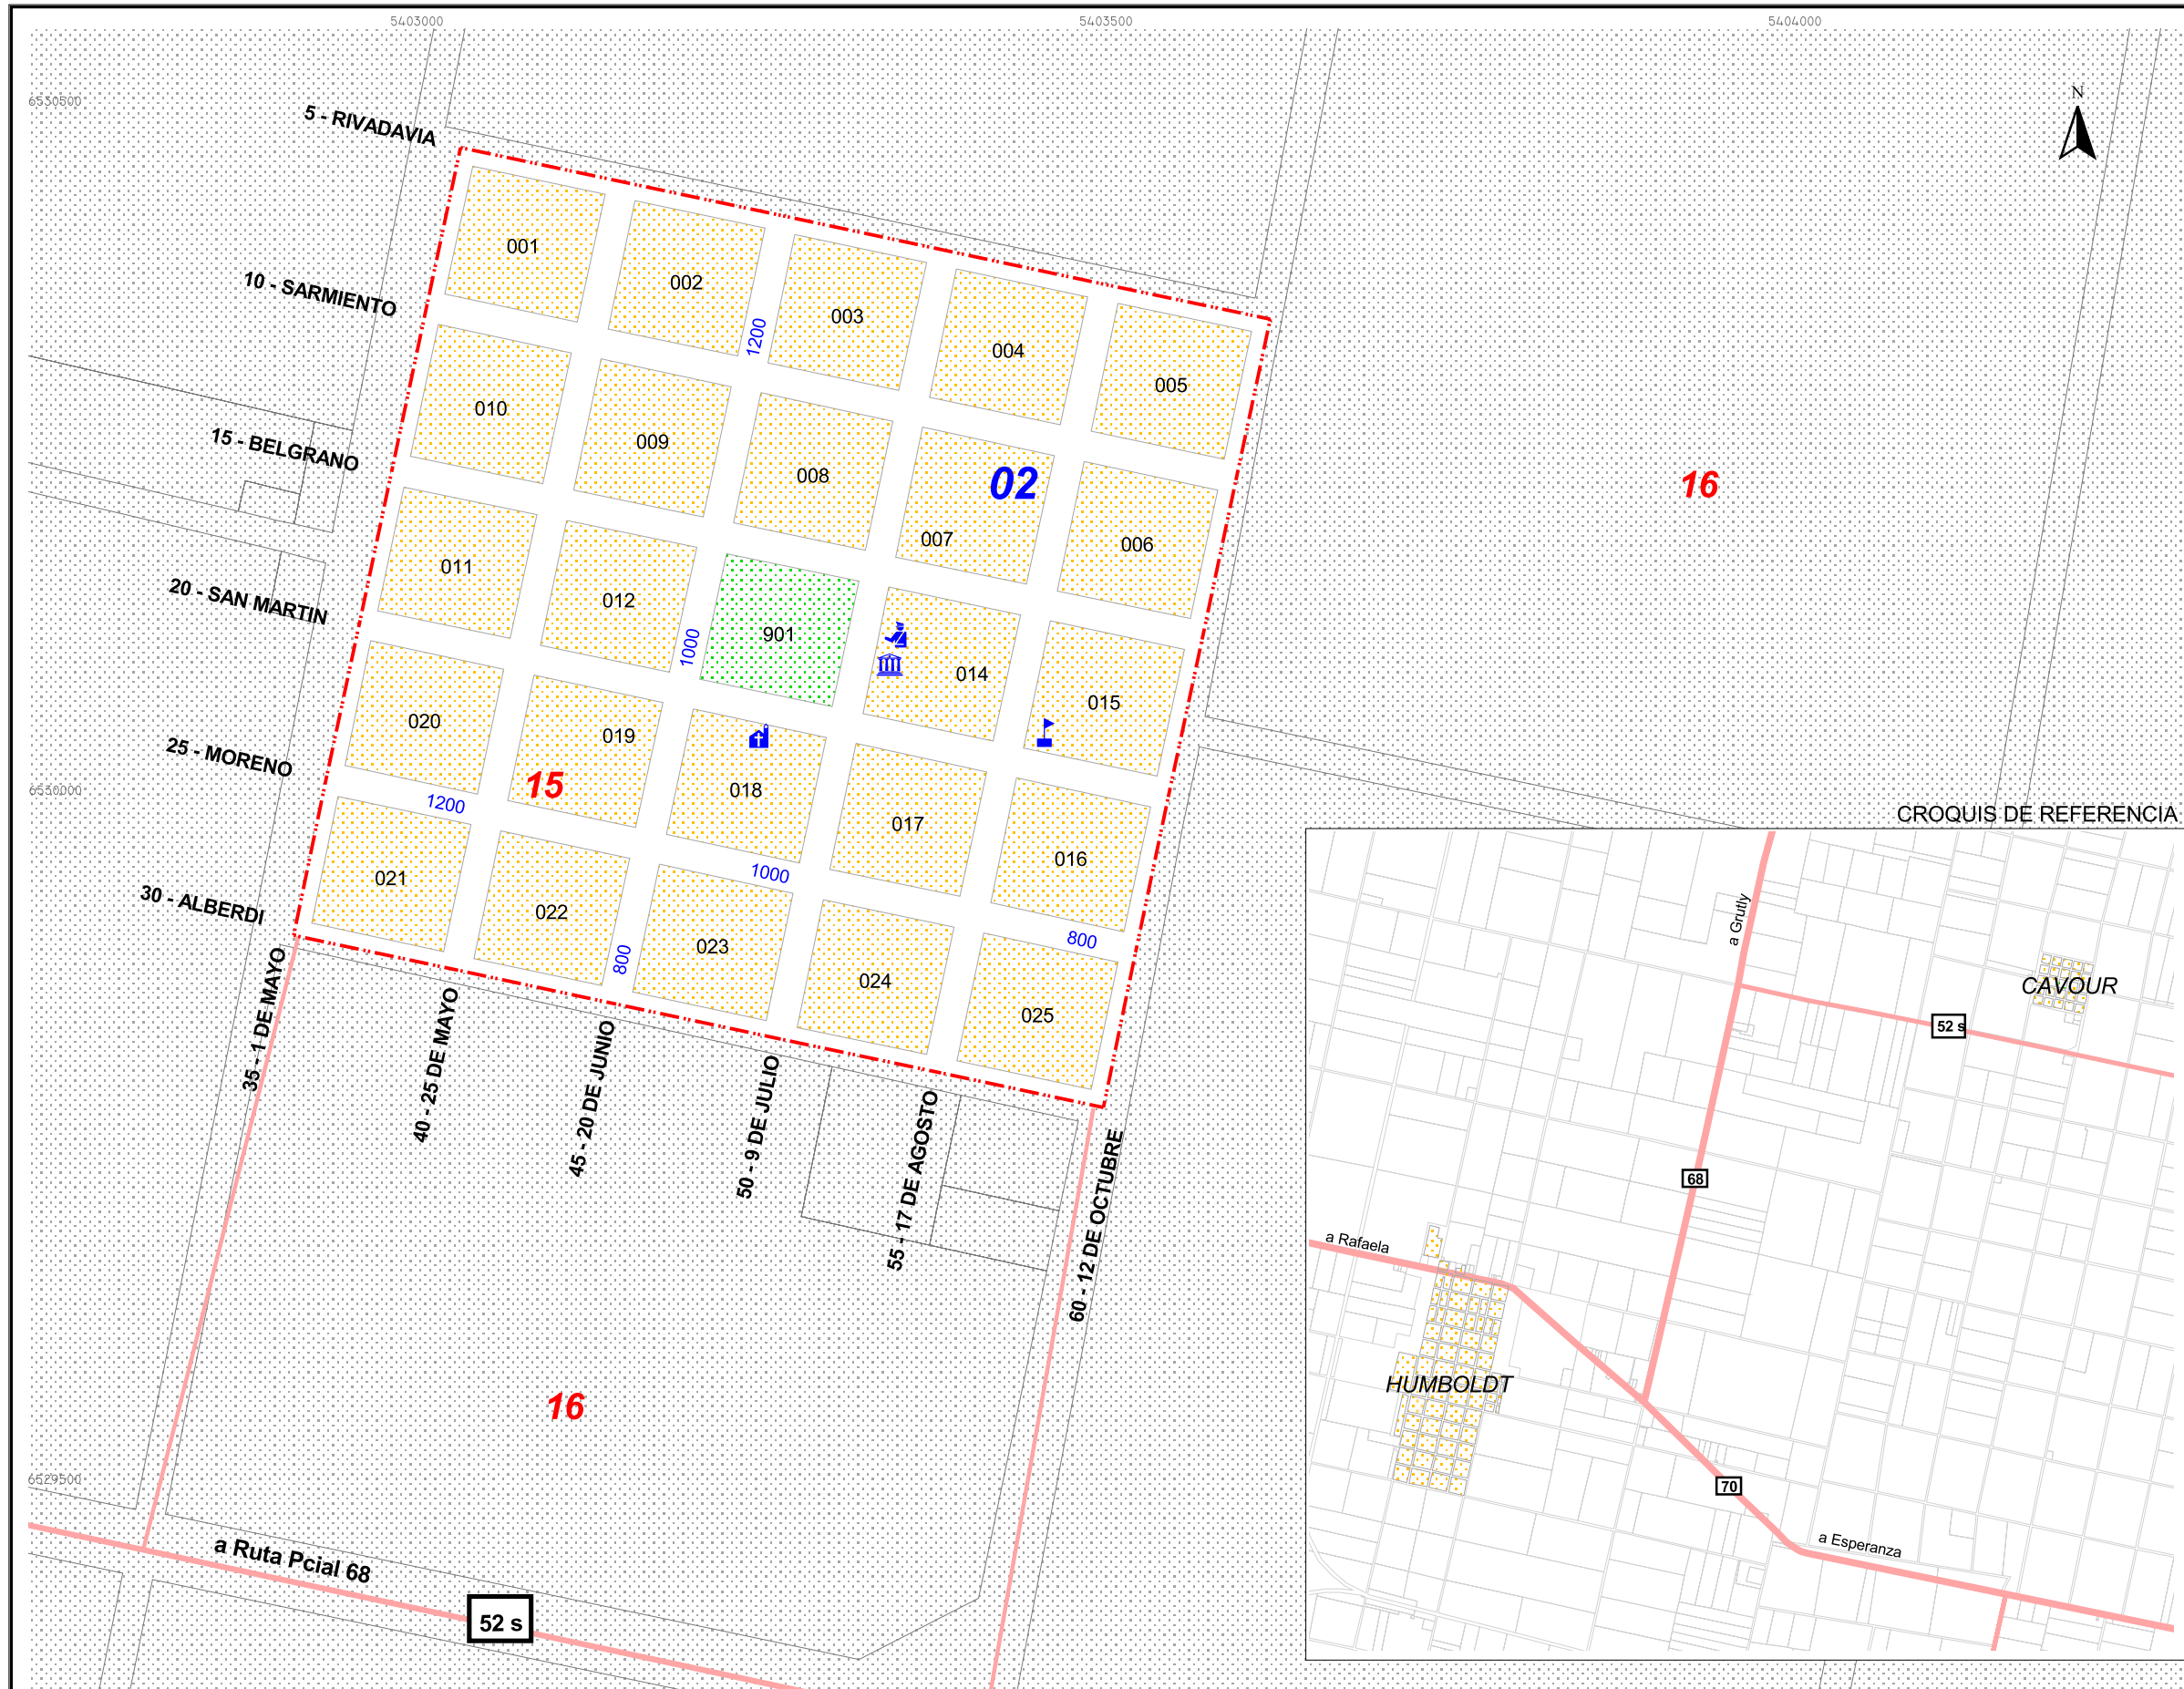 5403000
5403500
5404000
6530500
N
5 - RIVADAVIA
001
002
003
004
005
10 - SARMIENTO
1200
010
009
008
007
006
02
16
15 - BELGRANO
011
012
901
014
015
20 - SAN MARTIN
1000
020
019
018
017
016
15
25 - MORENO
6530000
1200
1000
800
021
022
023
024
025
30 - ALBERDI
800
35 - 1 DE MAYO
40 - 25 DE MAYO
45 - 20 DE JUNIO
50 - 9 DE JULIO
55 - 17 DE AGOSTO
60 - 12 DE OCTUBRE
16
6529500
a Ruta Pcial 68
52 s
CROQUIS DE REFERENCIA
a Grutly
CAVOUR
52 s
68
a Rafaela
HUMBOLDT
70
a Esperanza